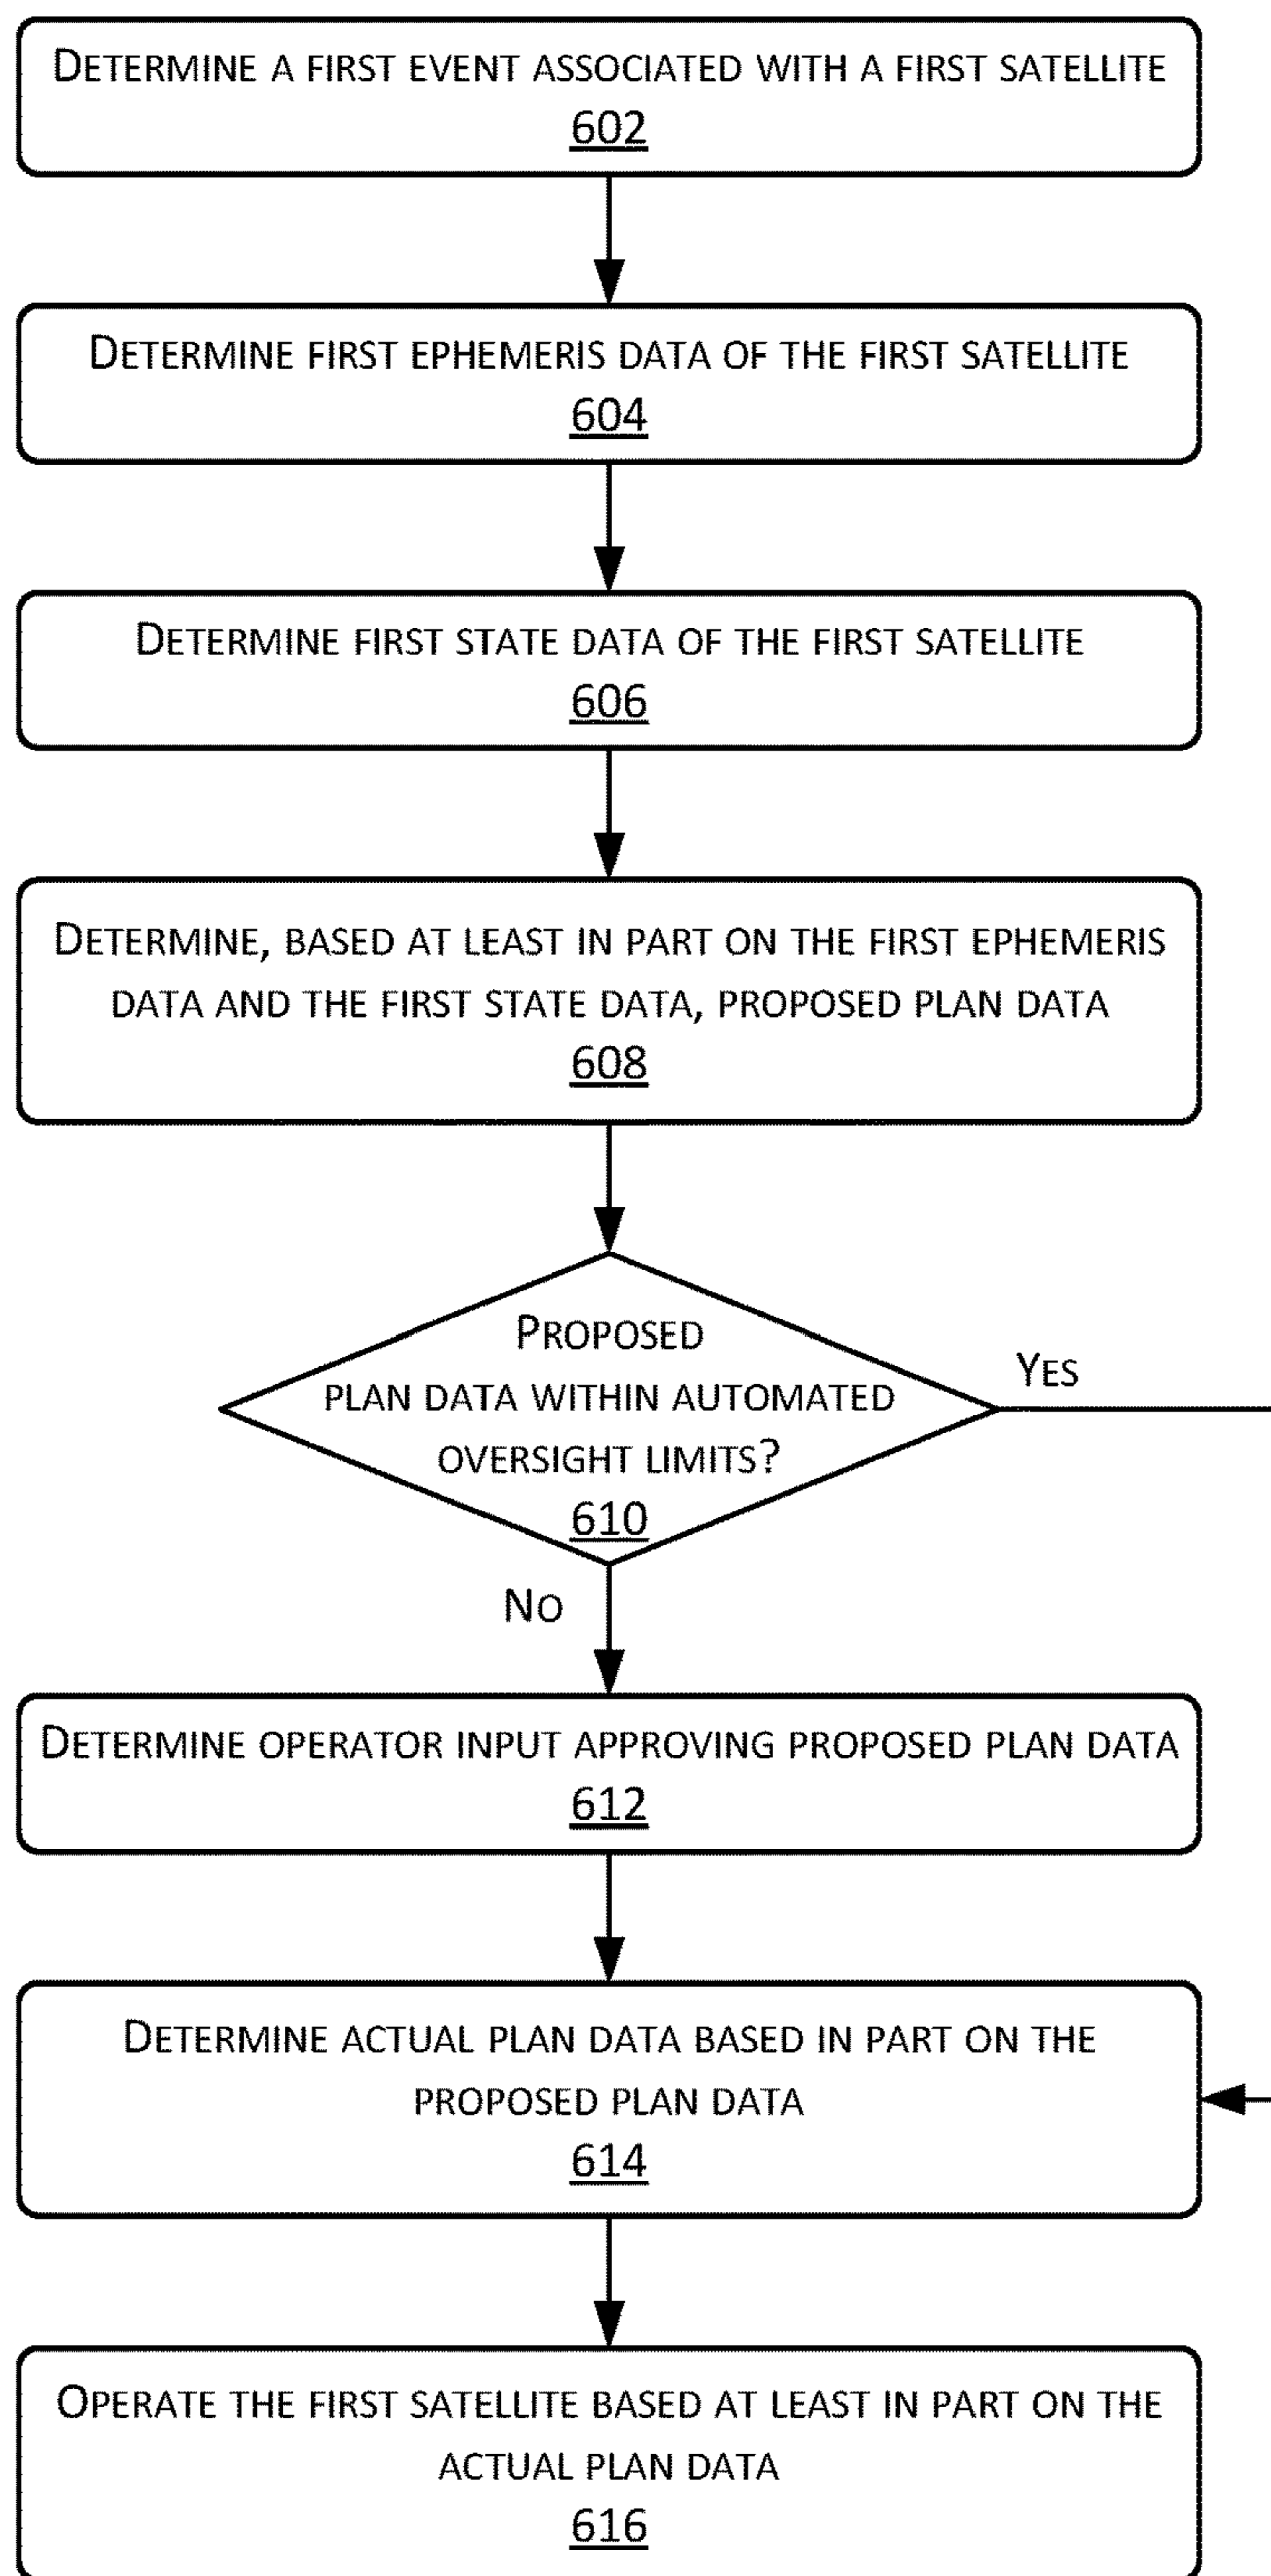 DETERMINE A FIRST EVENT ASSOCIATED WITH A FIRST SATELLITE
602
DETERMINE FIRST EPHEMERIS DATA OF THE FIRST SATELLITE
604
DETERMINE FIRST STATE DATA OF THE FIRST SATELLITE
606
DETERMINE, BASED AT LEAST IN PART ON THE FIRST EPHEMERIS
DATA AND THE FIRST STATE DATA, PROPOSED PLAN DATA
608
PROPOSED
PLAN DATA WITHIN AUTOMATED
OVERSIGHT LIMITS?
610
YES
NO
DETERMINE OPERATOR INPUT APPROVING PROPOSED PLAN DATA
612
DETERMINE ACTUAL PLAN DATA BASED IN PART ON THE
PROPOSED PLAN DATA
614
OPERATE THE FIRST SATELLITE BASED AT LEAST IN PART ON THE
ACTUAL PLAN DATA
616